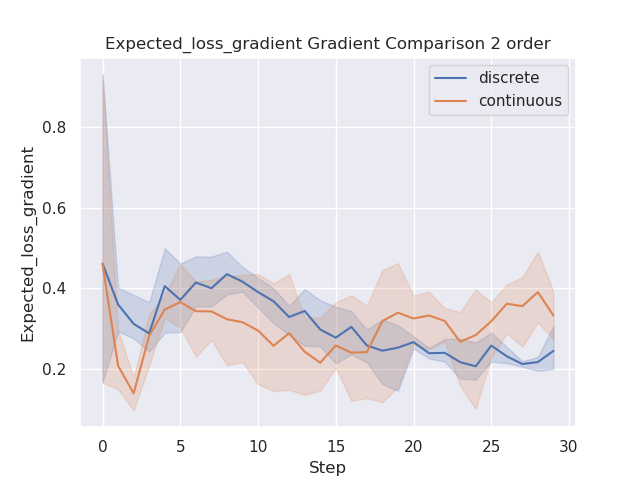 Expected_loss_gradient Gradient Comparison 2 order
discrete
continuous
Expected_loss_gradient
0.8
0.6
0.4
0.2
0 5 10 15 20 25 30
Step